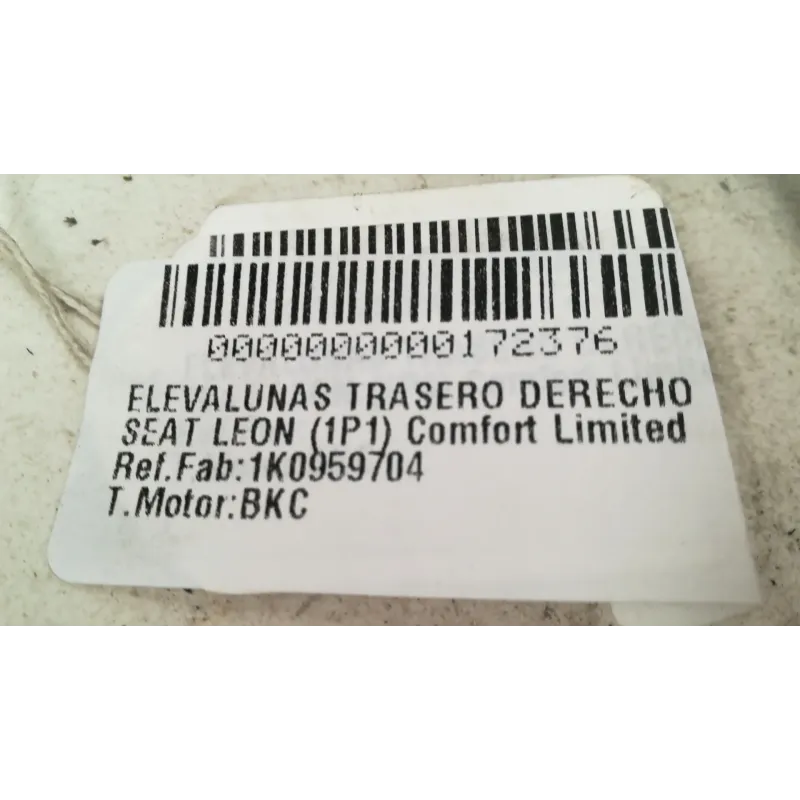 0000000000172376
ELEVALUNAS TRASERO DERECHO
SEAT LEON (1P1) Comfort Limited
Ref.Fab:1K0959704
T.Motor:BKC